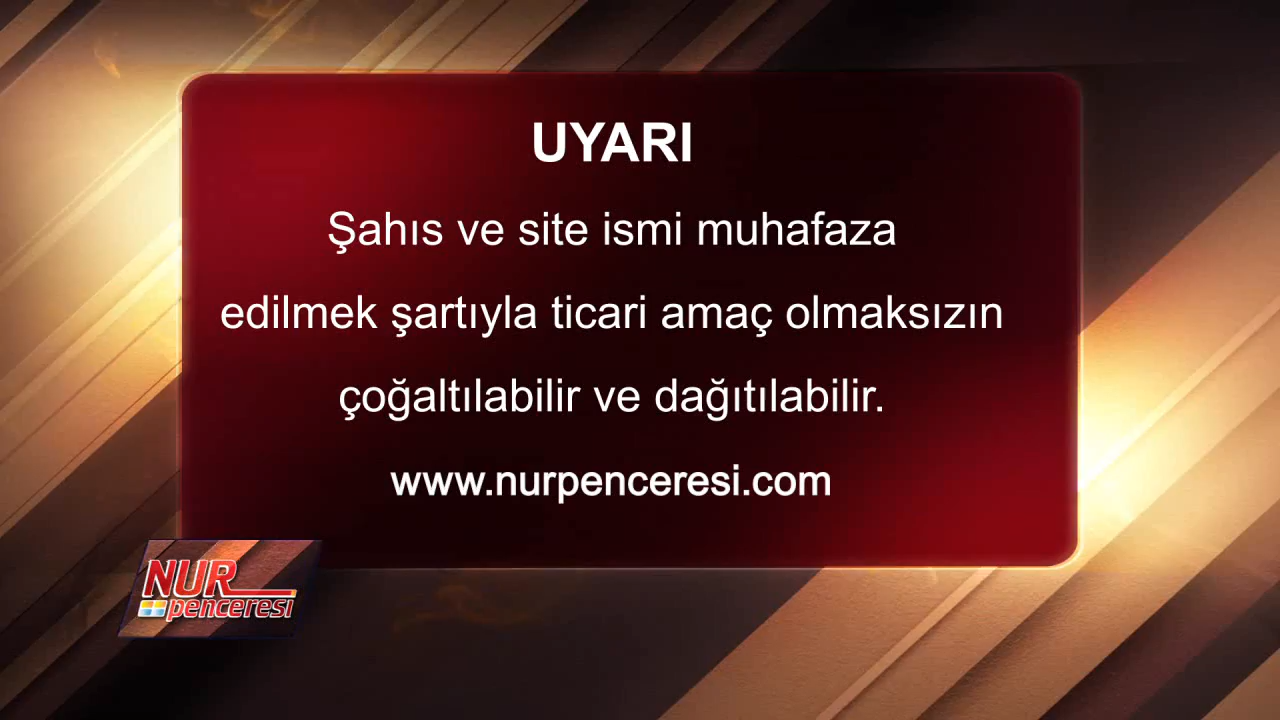 UYARI
Şahıs ve site ismi muhafaza
edilmek şartıyla ticari amaç olmaksızın
çoğaltılabilir ve dağıtılabilir.
www.nurpenceresi.com
NUR
penceresi